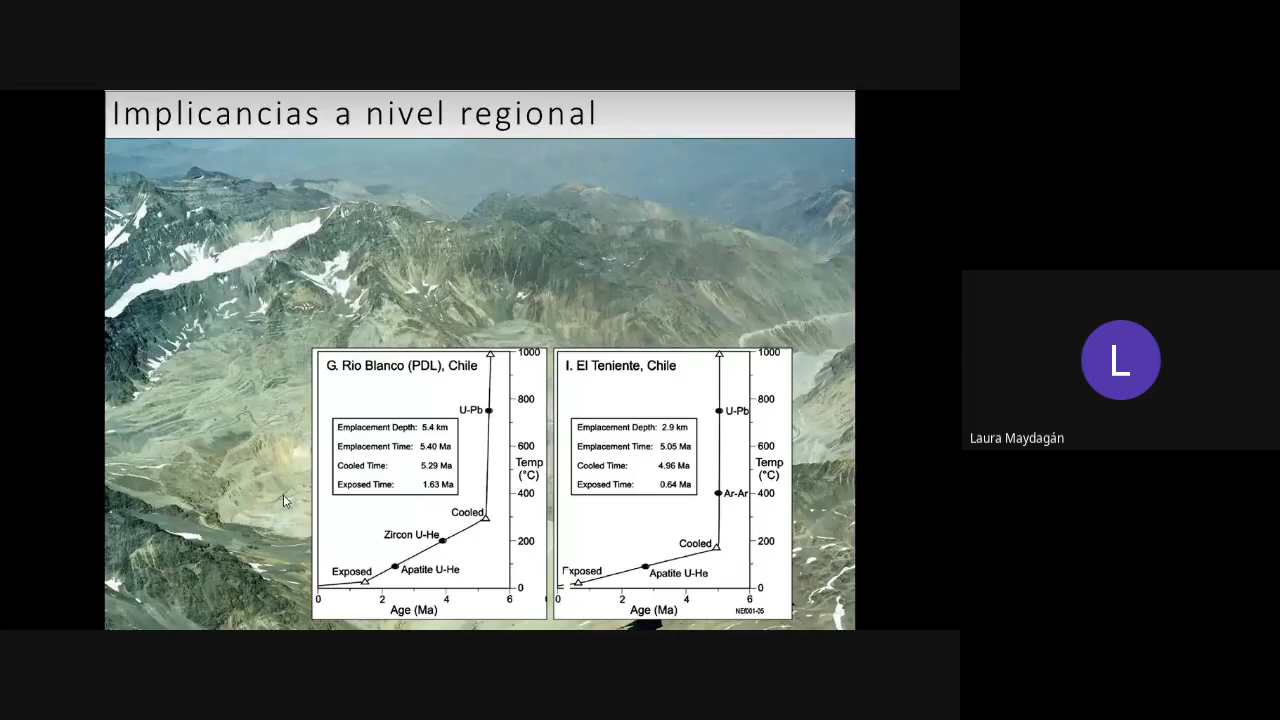 Implicancias a nivel regional
G. Rio Blanco (PDL), Chile
1000
800
600
Temp
(°C)
400
200
0
U-Pb
Emplacement Depth: 5.4 km
Emplacement Time: 5.40 Ma
Cooled Time: 5.29 Ma
Exposed Time: 1.63 Ma
Cooled
Zircon U-He
Apatite U-He
Exposed
0 2 4 6
Age (Ma)
I. El Teniente, Chile
1000
800
600
Temp
(°C)
400
200
0
U-Pb
Emplacement Depth: 2.9 km
Emplacement Time: 5.05 Ma
Cooled Time: 4.96 Ma
Exposed Time: 0.64 Ma
Ar-Ar
Cooled
Apatite U-He
Exposed
0 2 4 6
Age (Ma)
L
Laura Maydagán